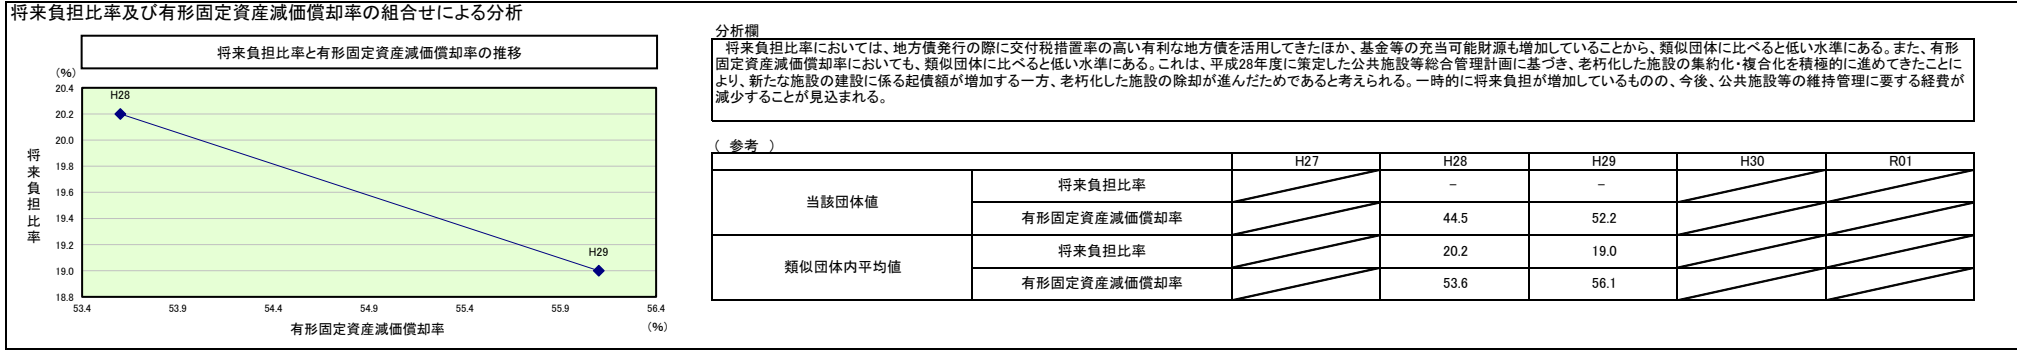 将来負担比率及び有形固定資産減価償却率の組合せによる分析
将来負担比率と有形固定資産減価償却率の推移
(%)
20.4
20.2
20.0
19.8
19.6
19.4
19.2
19.0
18.8
将来負担比率
H28
H29
53.4 53.9 54.4 54.9 55.4 55.9 56.4
有形固定資産減価償却率
(%)
分析欄
将来負担比率においては、地方債発行の際に交付税措置率の高い有利な地方債を活用してきたほか、基金等の充当可能財源も増加していることから、類似団体に比べると低い水準にある。また、有形
固定資産減価償却率においても、類似団体に比べると低い水準にある。これは、平成28年度に策定した公共施設等総合管理計画に基づき、老朽化した施設の集約化・複合化を積極的に進めてきたことに
より、新たな施設の建設に係る起債額が増加する一方、老朽化した施設の除却が進んだためであると考えられる。一時的に将来負担が増加しているものの、今後、公共施設等の維持管理に要する経費が
減少することが見込まれる。
( 参考 )
H27 H28 H29 H30 R01
当該団体値
将来負担比率 - -
有形固定資産減価償却率 44.5 52.2
類似団体内平均値
将来負担比率 20.2 19.0
有形固定資産減価償却率 53.6 56.1